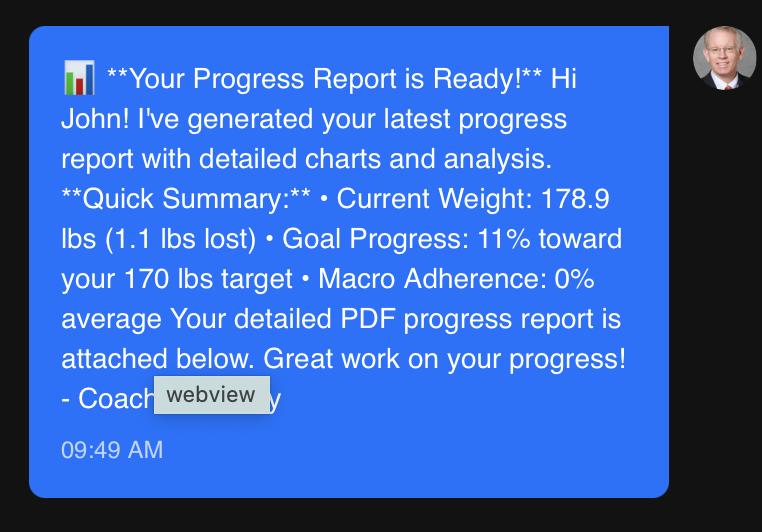 📊 **Your Progress Report is Ready!** Hi
John! I've generated your latest progress
report with detailed charts and analysis.
**Quick Summary:** • Current Weight: 178.9
lbs (1.1 lbs lost) • Goal Progress: 11% toward
your 170 lbs target • Macro Adherence: 0%
average Your detailed PDF progress report is
attached below. Great work on your progress!
- Coach
webview
09:49 AM